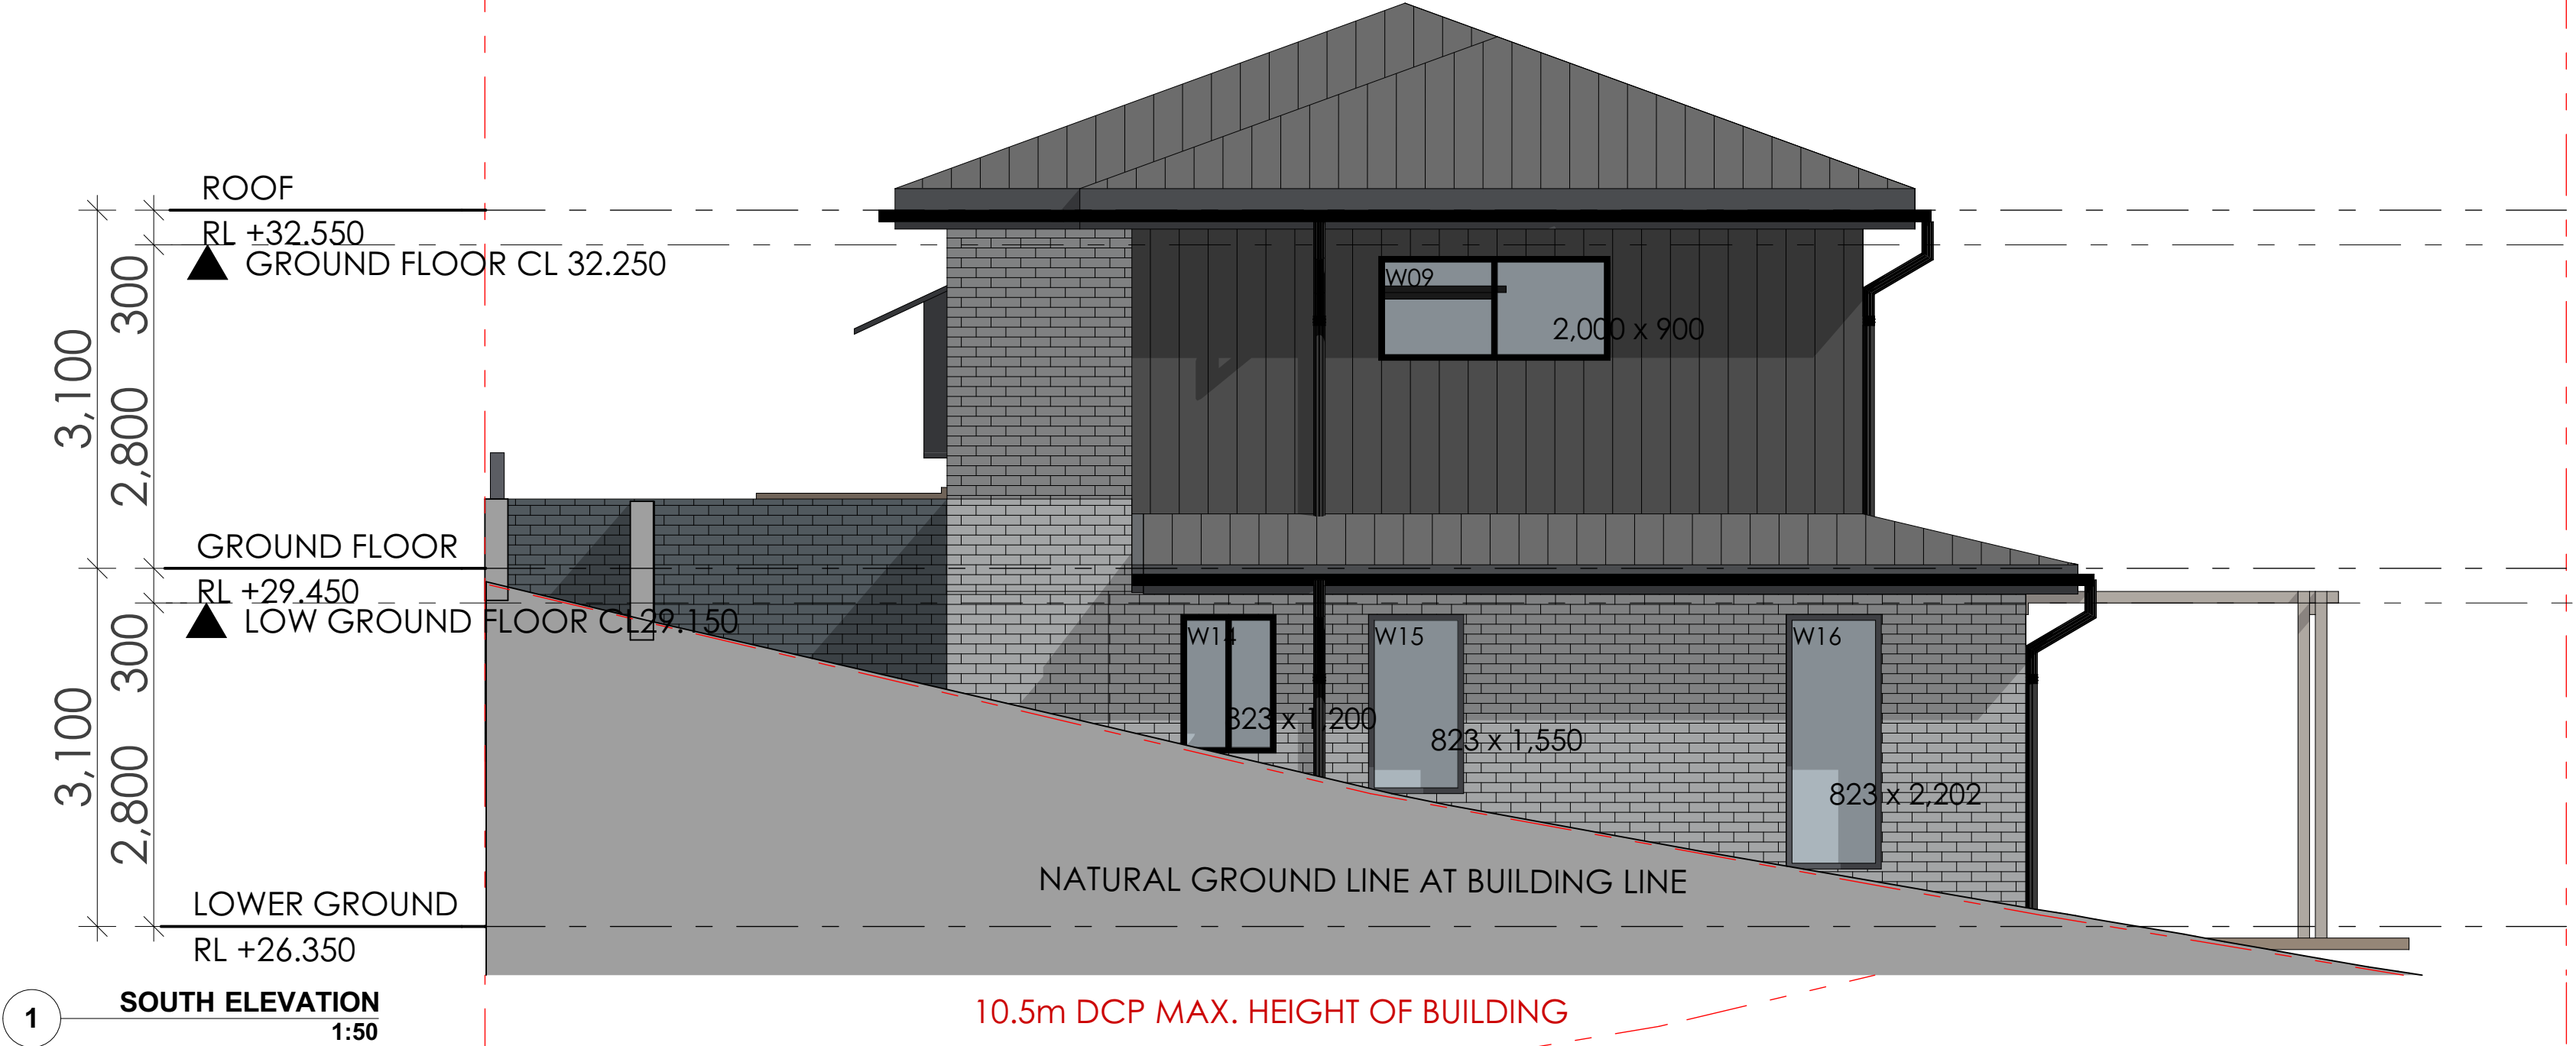 ROOF
RL +32.550
GROUND FLOOR CL 32.250
300
3,100
2,800
W09
2,000 x 900
GROUND FLOOR
RL +29.450
LOW GROUND FLOOR CL29.150
300
3,100
2,800
W14
823 x 1,200
W15
823 x 1,550
W16
823 x 2,202
NATURAL GROUND LINE AT BUILDING LINE
LOWER GROUND
RL +26.350
1
SOUTH ELEVATION
1:50
10.5m DCP MAX. HEIGHT OF BUILDING